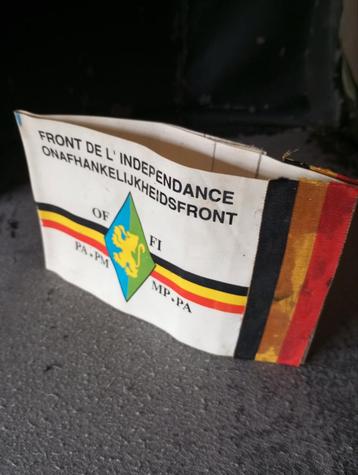 FRONT DE L' INDEPENDANCE
ONAFHANKELIJKHEIDSFRONT
OF FI
PA.PM MP.PA